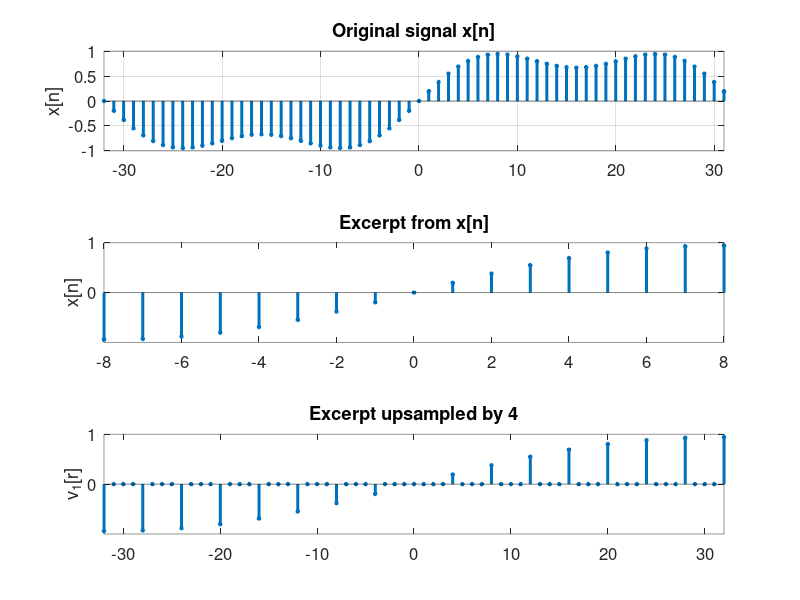 Original signal x[n]
x[n]
1
0.5
0
-0.5
-1
-30 -20 -10 0 10 20 30
Excerpt from x[n]
x[n]
1
0
-8 -6 -4 -2 0 2 4 6 8
Excerpt upsampled by 4
v₁[r]
1
0
-30 -20 -10 0 10 20 30